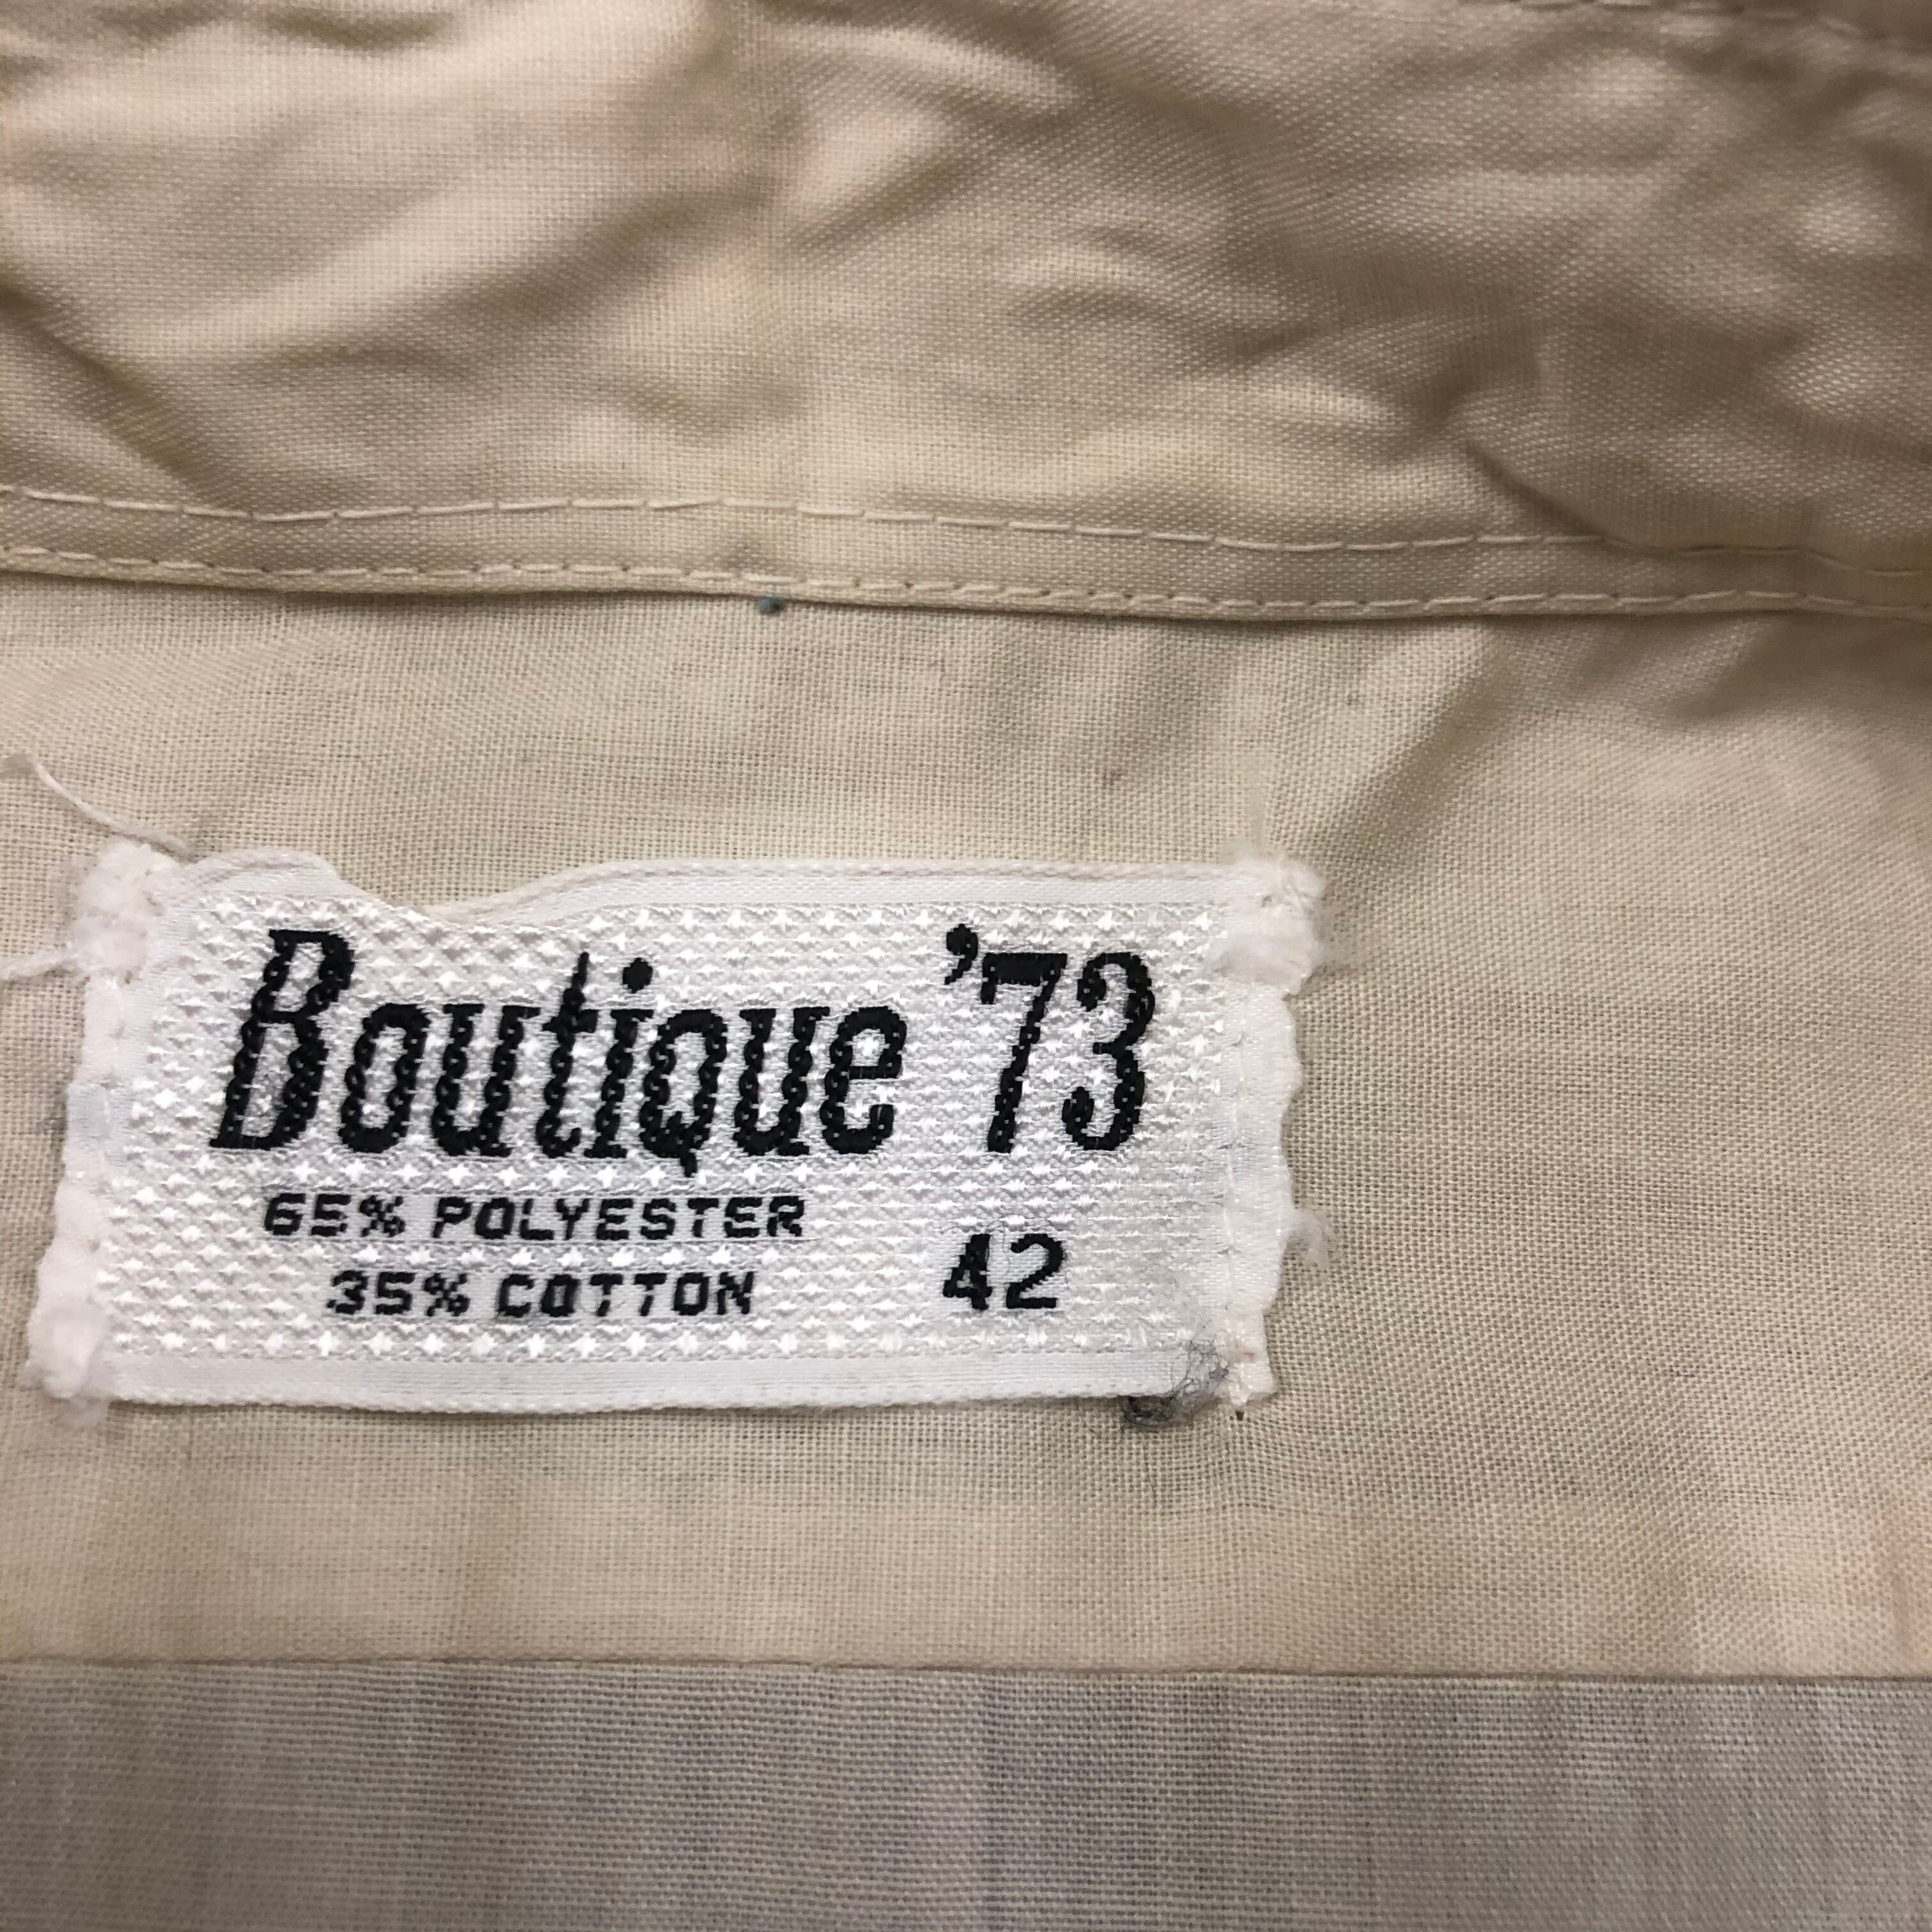 Boutique '73
65% POLYESTER
35% COTTON
42